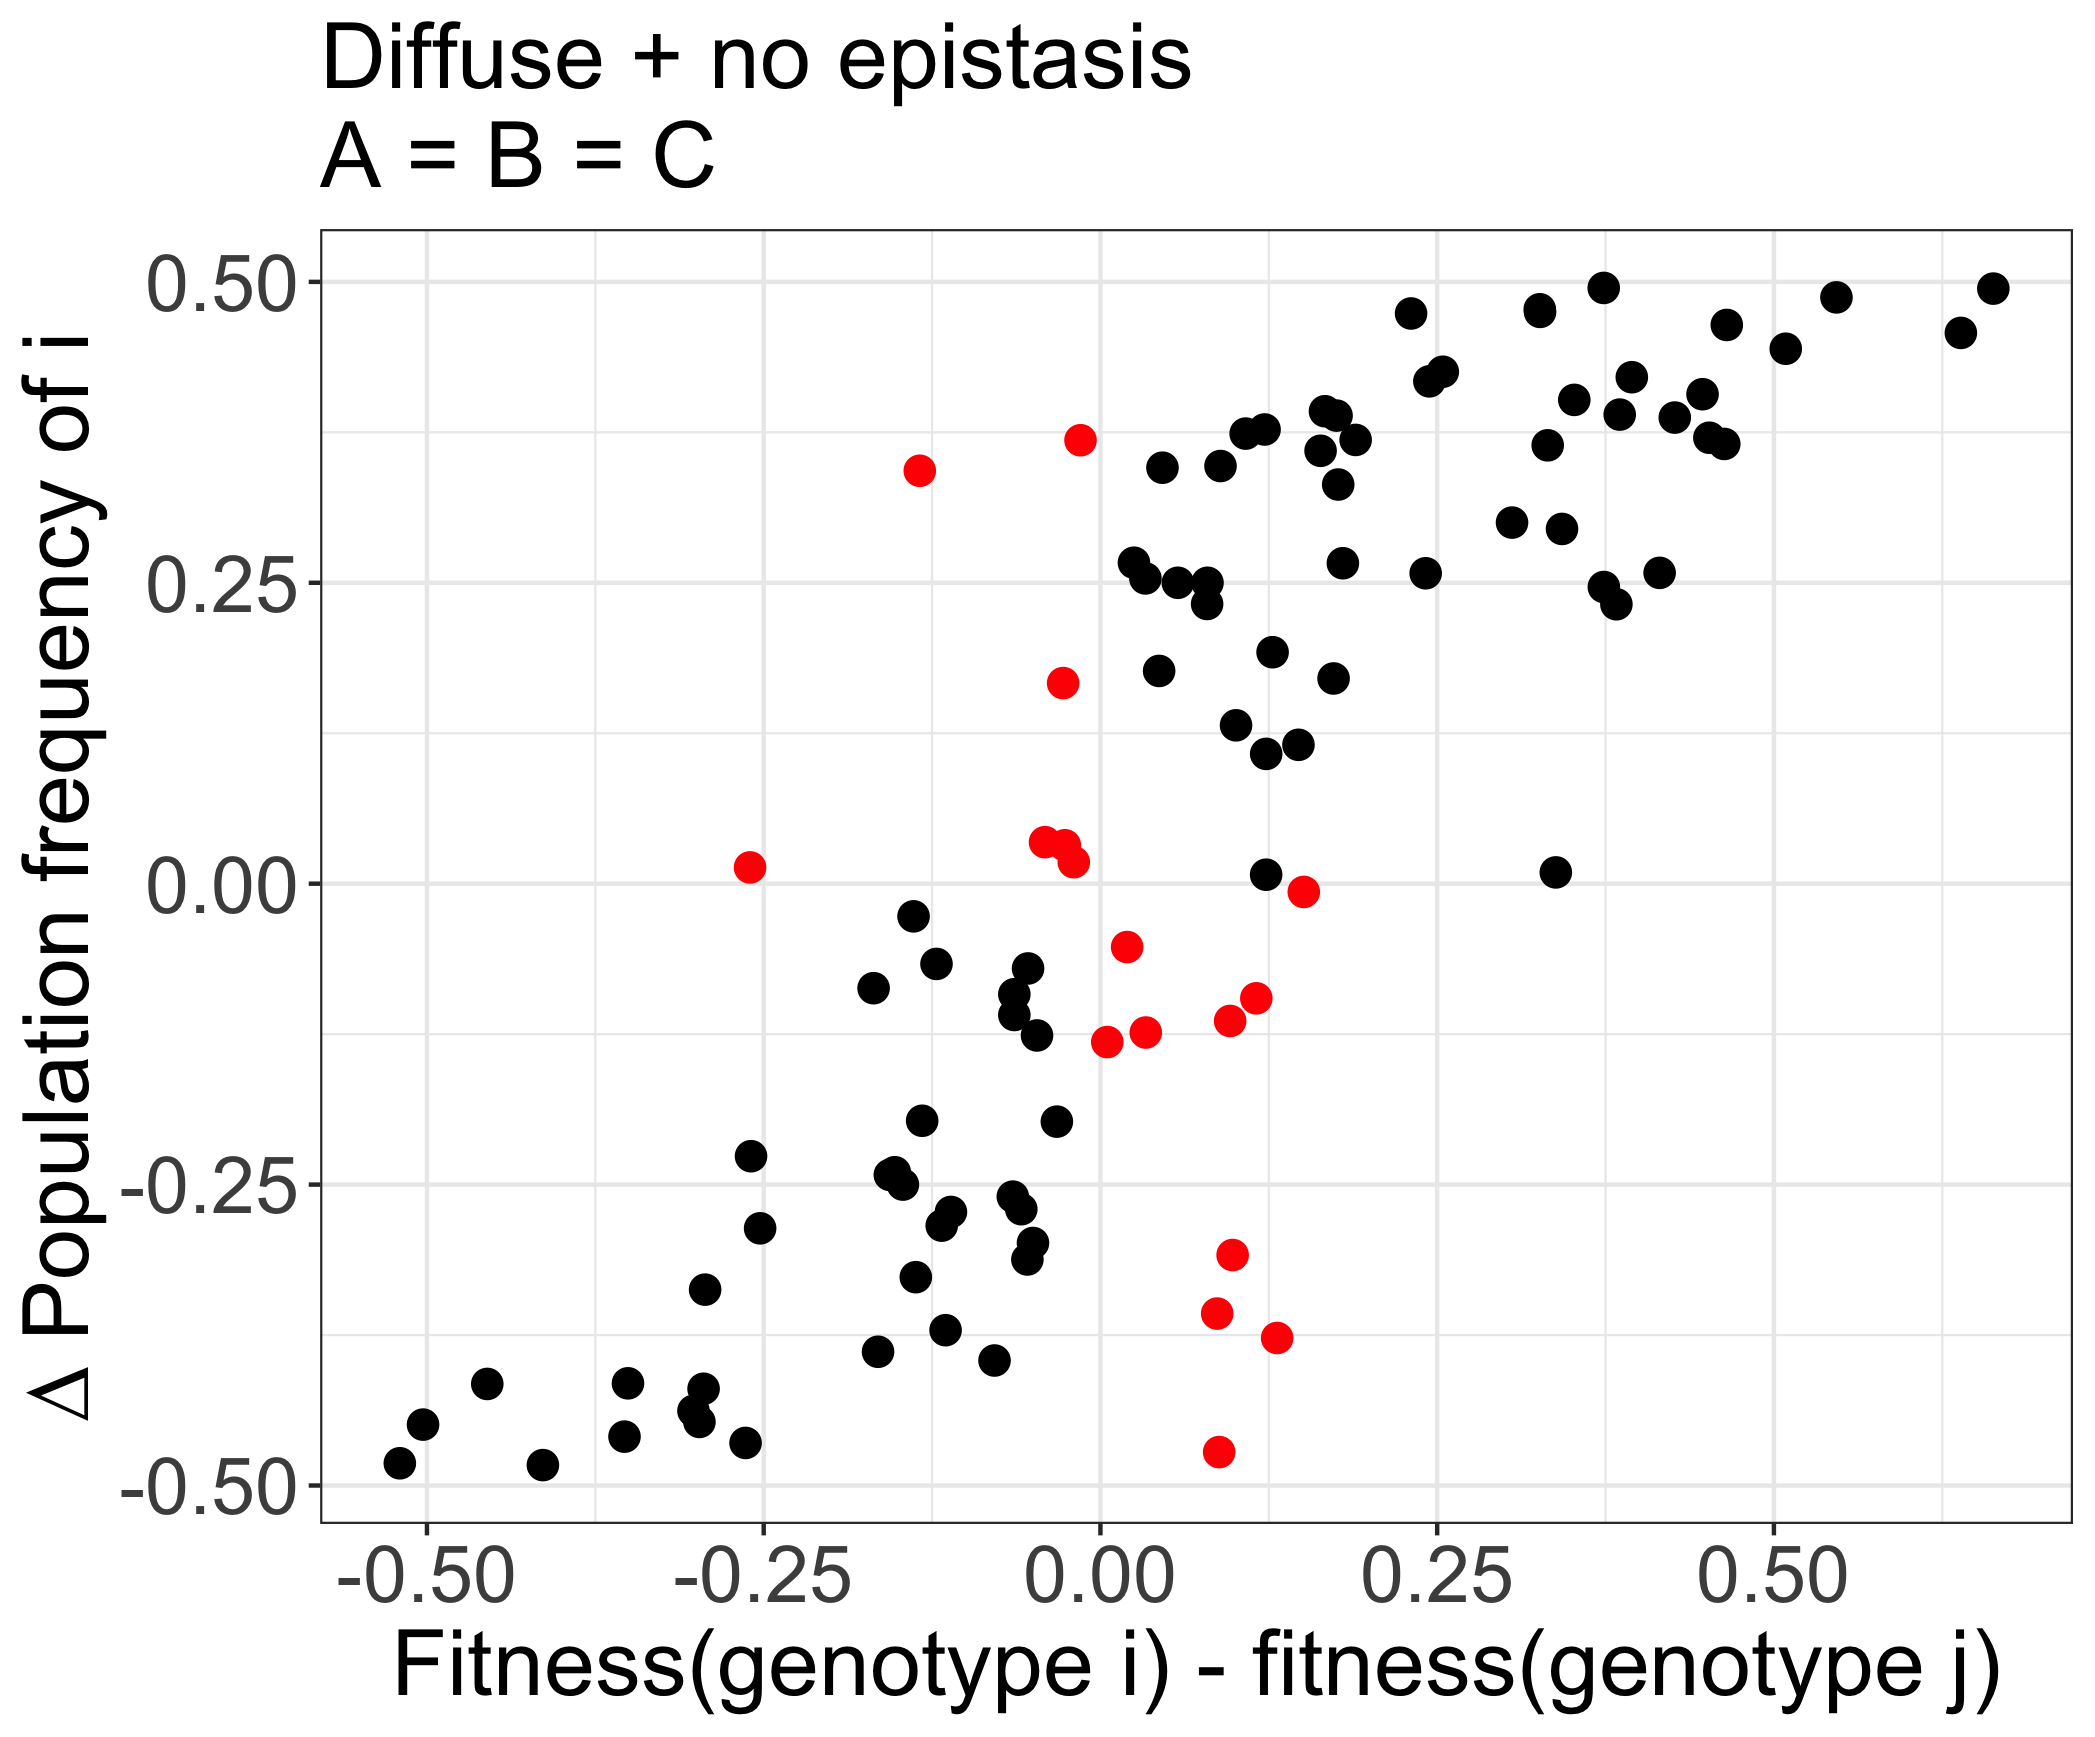 Diffuse + no epistasis
A = B = C
Δ Population frequency of i
0.50
0.25
0.00
-0.25
-0.50
-0.50 -0.25 0.00 0.25 0.50
Fitness(genotype i) - fitness(genotype j)